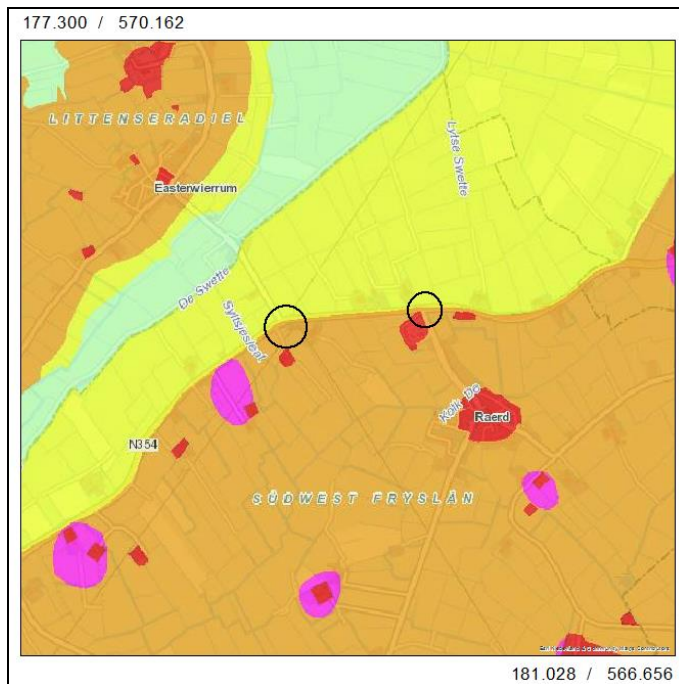 177.300 / 570.162
LITTENSERADIEL
Easterwierrum
Lytse Swette
De Swette
Syltsjesleat
Kolk De
Raerd
N354
SÚDWEST FRYSLÂN
181.028 / 566.656